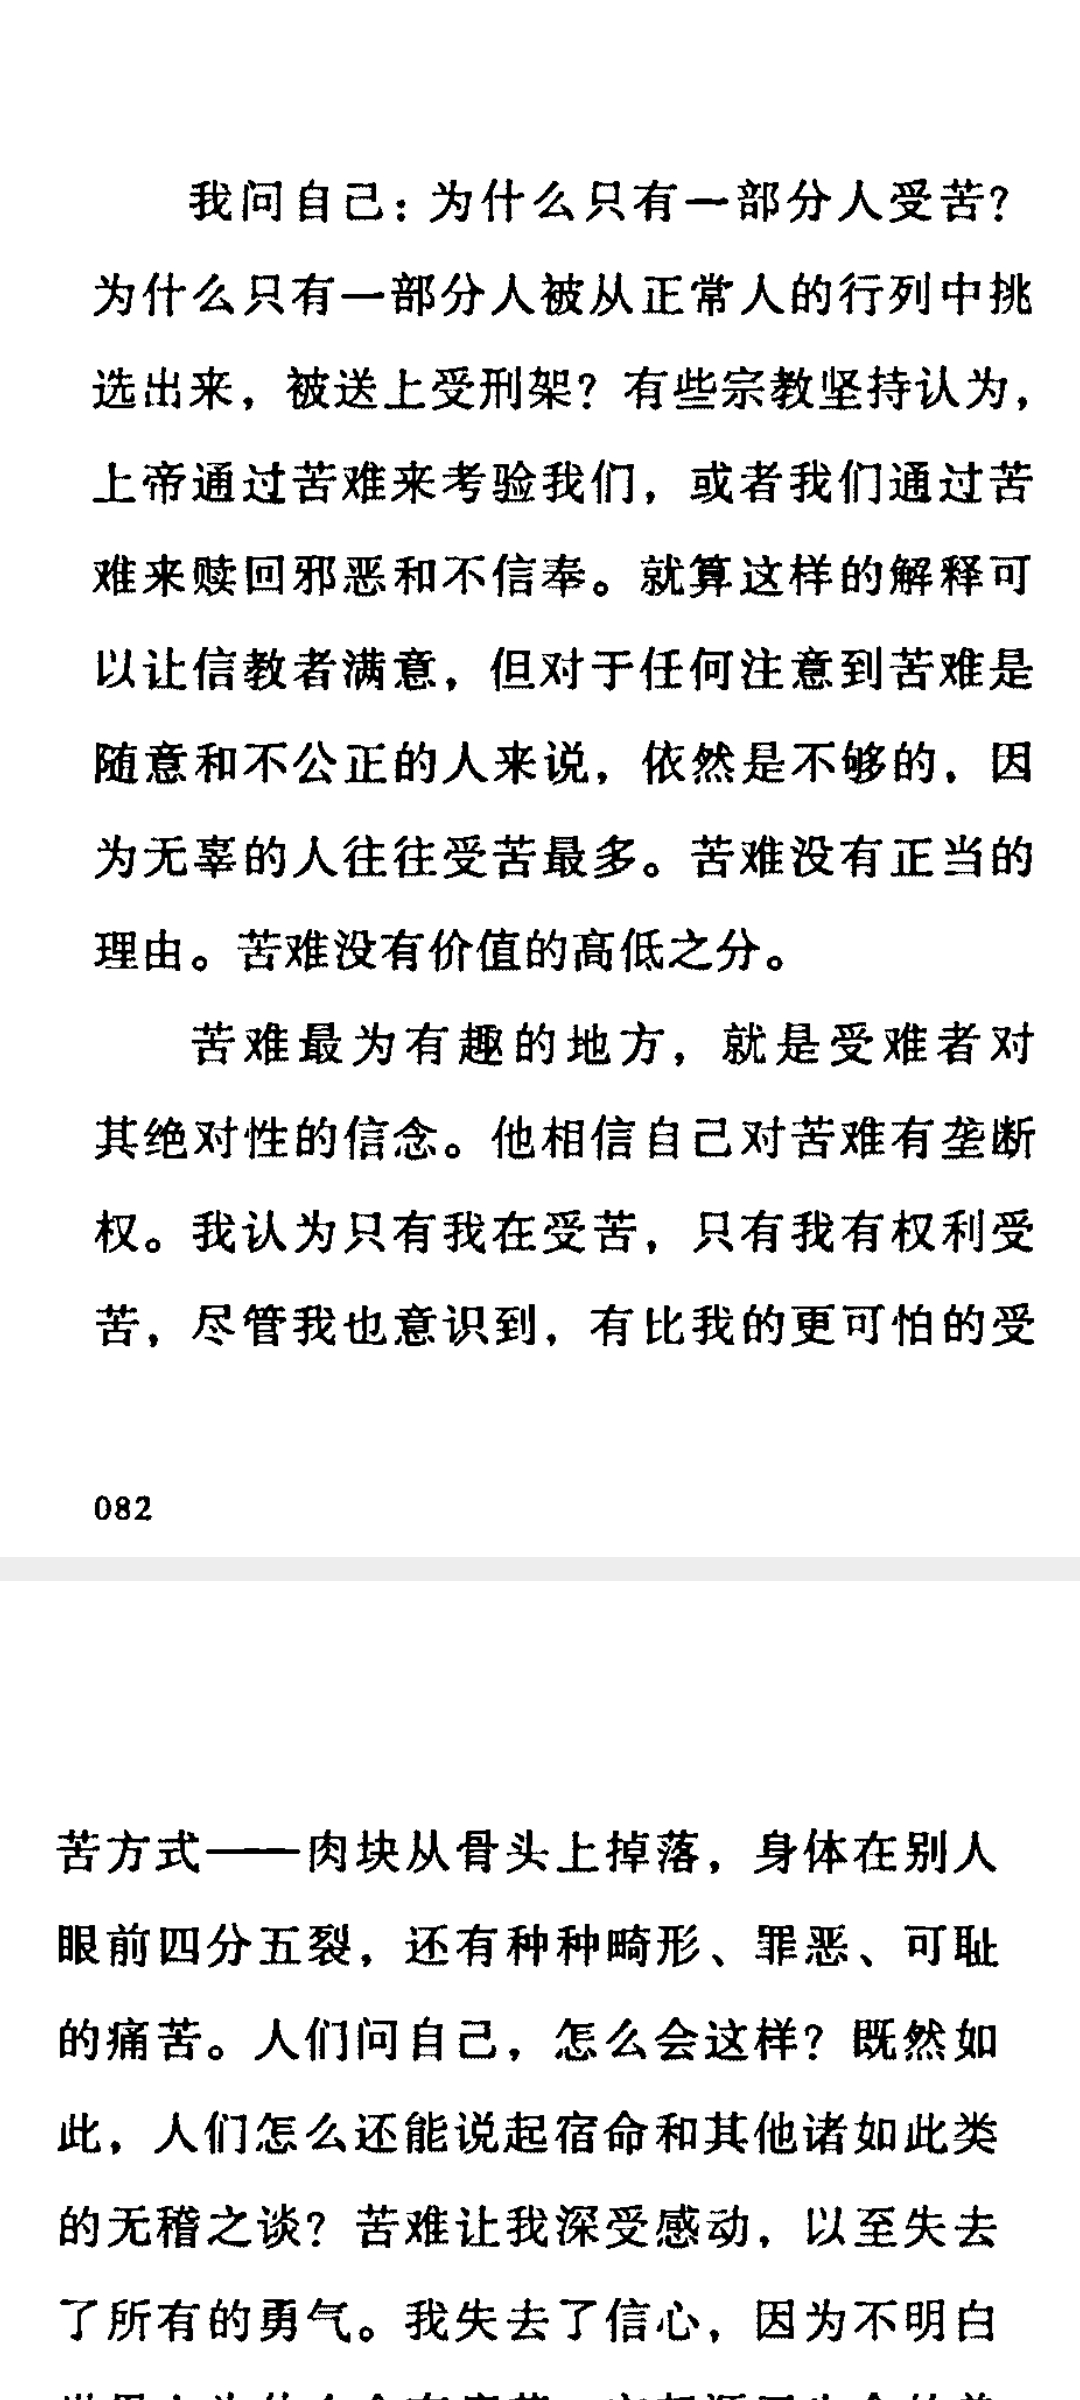 我问自己：为什么只有一部分人受苦？
为什么只有一部分人被从正常人的行列中挑
选出来，被送上受刑架？有些宗教坚持认为，
上帝通过苦难来考验我们，或者我们通过苦
难来赎回邪恶和不信奉。就算这样的解释可
以让信教者满意，但对于任何注意到苦难是
随意和不公正的人来说，依然是不够的，因
为无辜的人往往受苦最多。苦难没有正当的
理由。苦难没有价值的高低之分。
苦难最为有趣的地方，就是受难者对
其绝对性的信念。他相信自己对苦难有垄断
权。我认为只有我在受苦，只有我有权利受
苦，尽管我也意识到，有比我的更可怕的受
082
苦方式——肉块从骨头上掉落，身体在别人
眼前四分五裂，还有种种畸形、罪恶、可耻
的痛苦。人们问自己，怎么会这样？既然如
此，人们怎么还能说起宿命和其他诸如此类
的无稽之谈？苦难让我深受感动，以至失去
了所有的勇气。我失去了信心，因为不明白